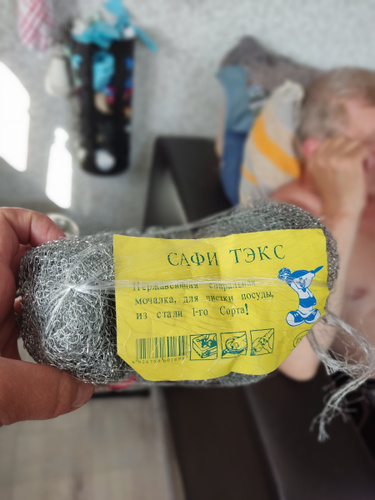 САФИ ТЭКС
Нержавеющая спиральная
мочалка, для чистки посуды,
из стали 1-го Сорта!